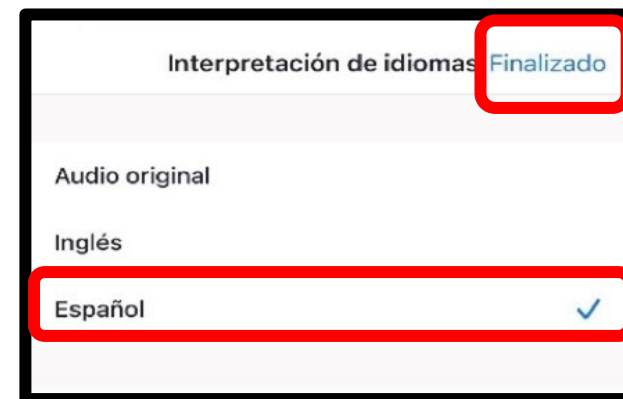 Interpretación de idiomas Finalizado
Audio original
Inglés
Español